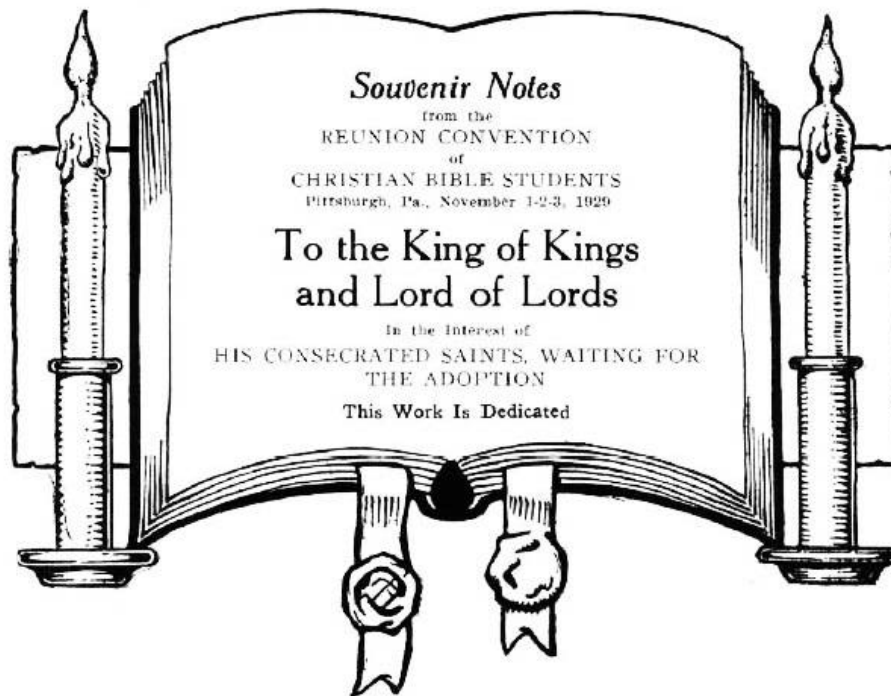 Souvenir Notes
from the
REUNION CONVENTION
of
CHRISTIAN BIBLE STUDENTS
Pittsburgh, Pa., November 1-2-3, 1929
To the King of Kings
and Lord of Lords
In the Interest of
HIS CONSECRATED SAINTS, WAITING FOR
THE ADOPTION
This Work Is Dedicated